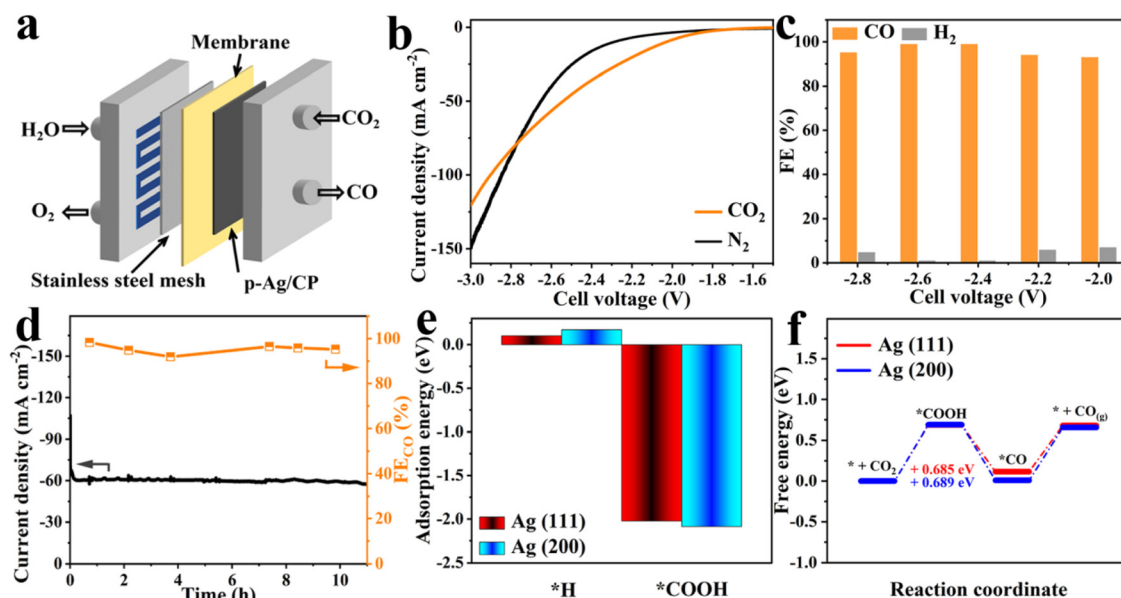 a
Membrane
H₂O
CO₂
O₂
CO
Stainless steel mesh
p-Ag/CP
b
0
-50
-100
-150
Current density (mA cm⁻²)
CO₂
N₂
-3.0 -2.8 -2.6 -2.4 -2.2 -2.0 -1.8 -1.6
Cell voltage (V)
c
CO H₂
100
80
60
40
20
0
FE (%)
-2.8 -2.6 -2.4 -2.2 -2.0
Cell voltage (V)
d
-150
-120
-90
-60
-30
0
Current density (mA cm⁻²)
100
80
60
40
20
0
FE_CO (%)
0 2 4 6 8 10
Time (h)
e
0.0
-0.5
-1.0
-1.5
-2.0
-2.5
Adsorption energy (eV)
Ag (111)
Ag (200)
*H *COOH
f
Ag (111)
Ag (200)
1.5
1.0
0.5
0.0
-0.5
-1.0
Free energy (eV)
* + CO₂
*COOH
+ 0.685 eV
+ 0.689 eV
*CO
* + CO(g)
Reaction coordinate